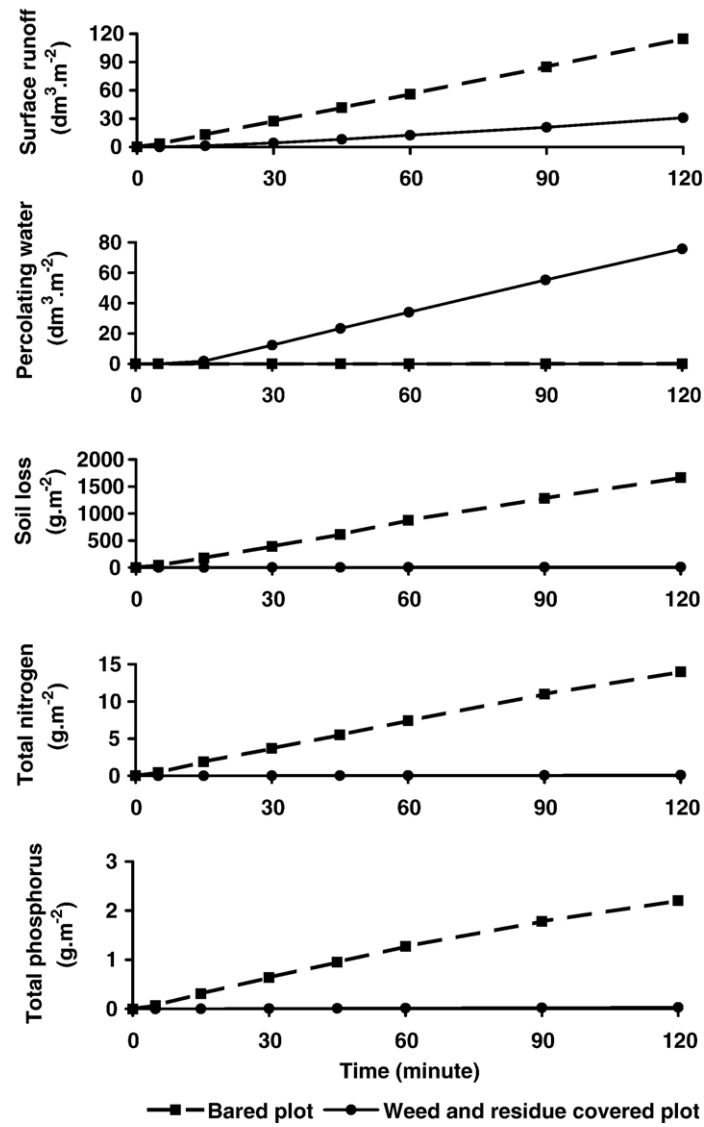 Surface runoff
(dm³.m⁻²)
120
90
60
30
0
0 30 60 90 120
Percolating water
(dm³.m⁻²)
80
60
40
20
0
0 30 60 90 120
Soil loss
(g.m⁻²)
2000
1500
1000
500
0
0 30 60 90 120
Total nitrogen
(g.m⁻²)
15
10
5
0
0 30 60 90 120
Total phosphorus
(g.m⁻²)
3
2
1
0
0 30 60 90 120
Time (minute)
Bared plot Weed and residue covered plot